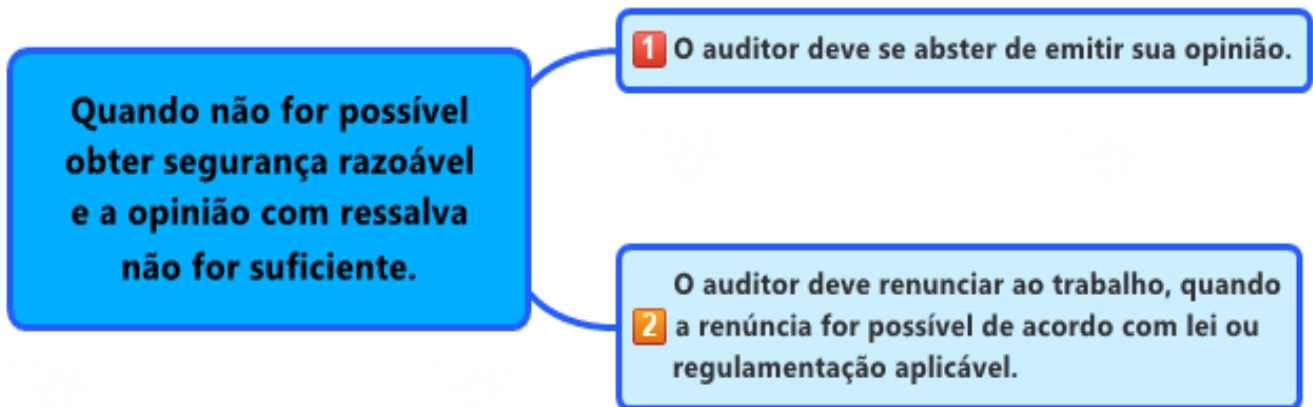 Quando não for possível
obter segurança razoável
e a opinião com ressalva
não for suficiente.
1 O auditor deve se abster de emitir sua opinião.
O auditor deve renunciar ao trabalho, quando
2 a renúncia for possível de acordo com lei ou
regulamentação aplicável.